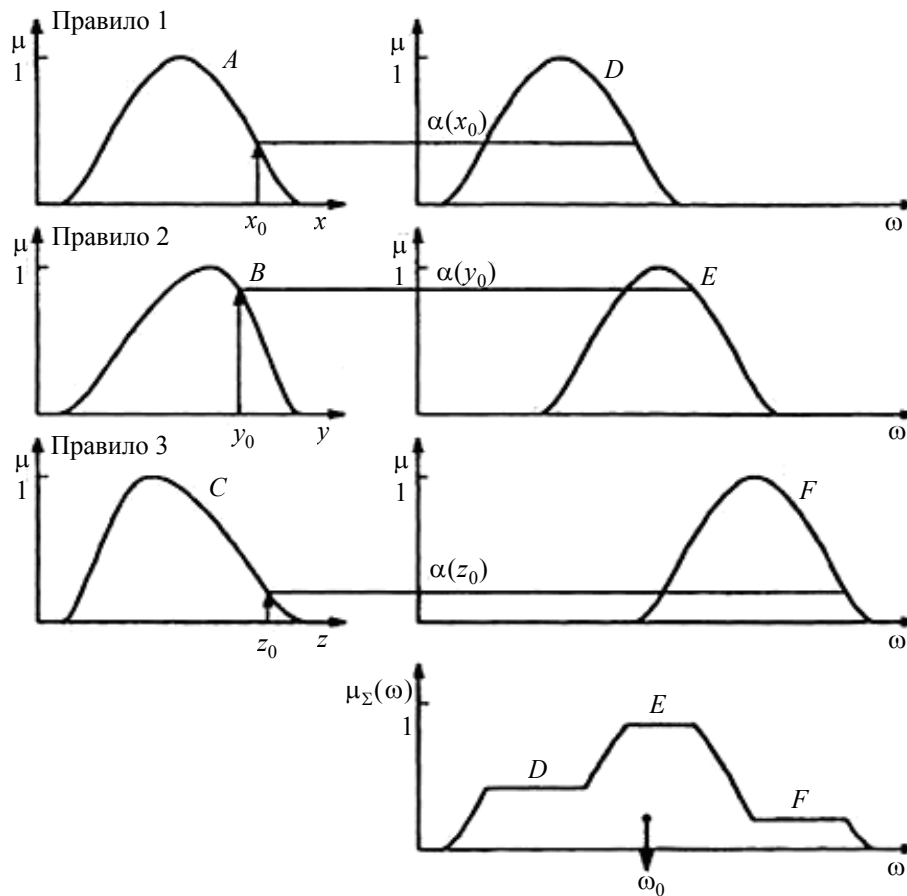 Правило 1
μ
1
A
x₀
x
μ
1
D
α(x₀)
ω
Правило 2
μ
1
B
y₀
y
μ
1
E
α(y₀)
ω
Правило 3
μ
1
C
z₀
z
μ
1
F
α(z₀)
ω
μ_Σ(ω)
1
D
E
F
ω₀
ω